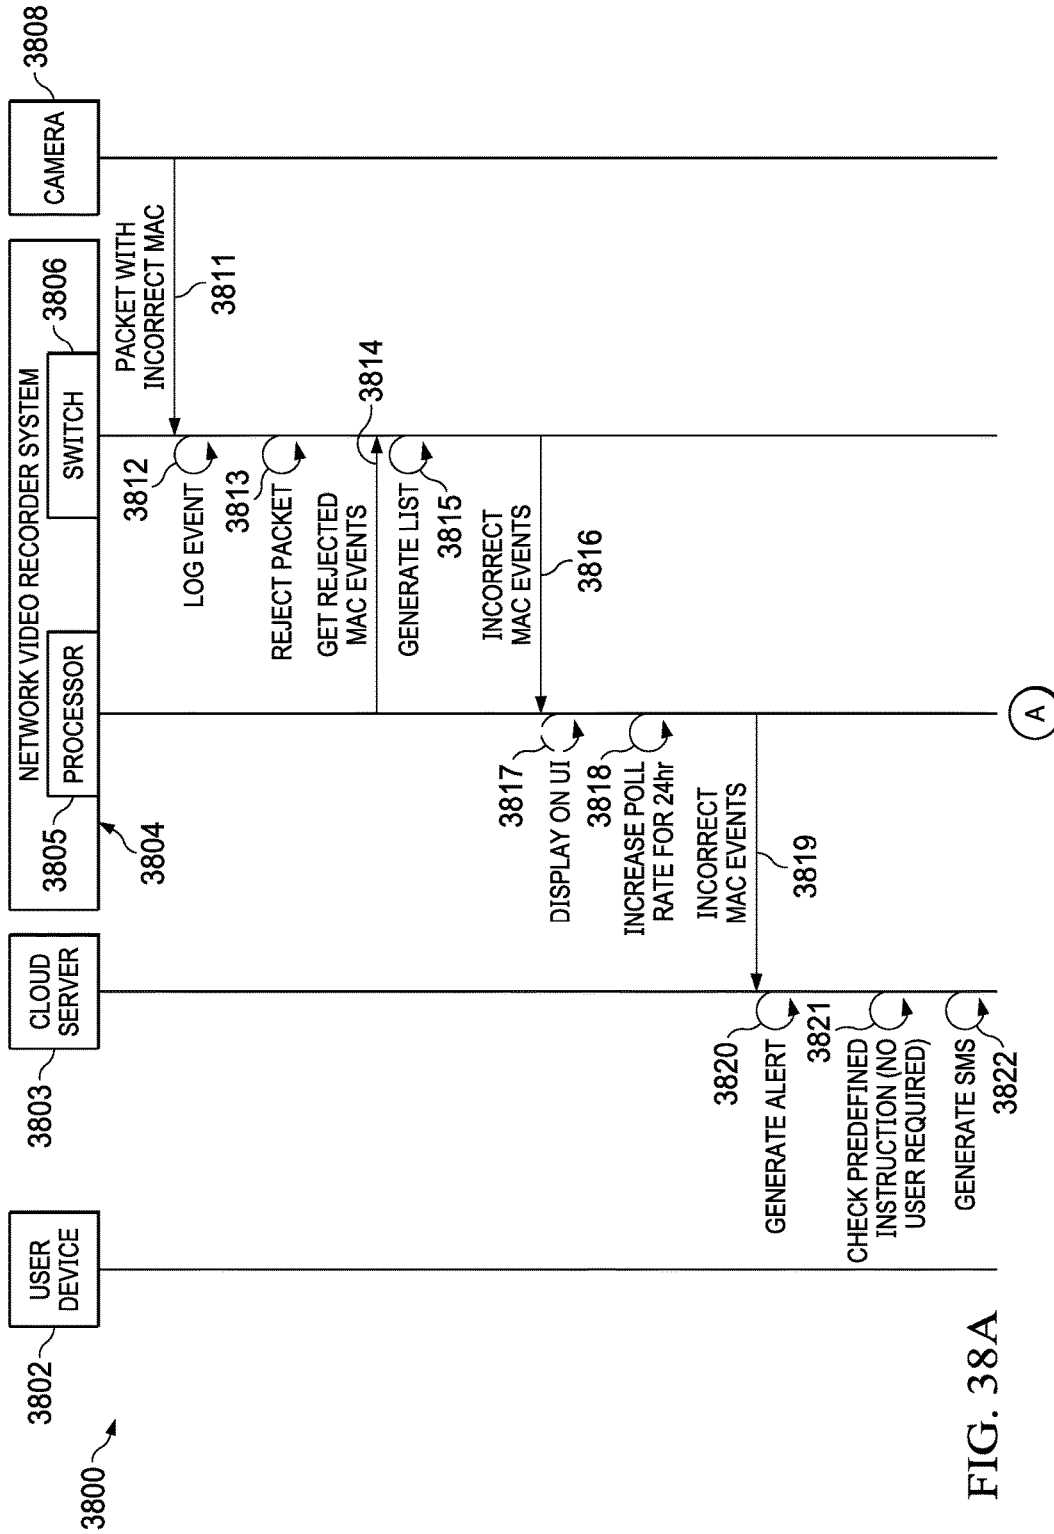 3800
3802
USER
DEVICE
3803
CLOUD
SERVER
NETWORK VIDEO RECORDER SYSTEM
3804
3805
PROCESSOR
SWITCH
3806
CAMERA
3808
PACKET WITH
INCORRECT MAC
3811
3812
LOG EVENT
3813
REJECT PACKET
GET REJECTED
MAC EVENTS
3814
GENERATE LIST
3815
INCORRECT
MAC EVENTS
3816
3817
DISPLAY ON UI
3818
INCREASE POLL
RATE FOR 24hr
INCORRECT
MAC EVENTS
3819
3820
GENERATE ALERT
3821
CHECK PREDEFINED
INSTRUCTION (NO
USER REQUIRED)
GENERATE SMS
3822
A
FIG. 38A